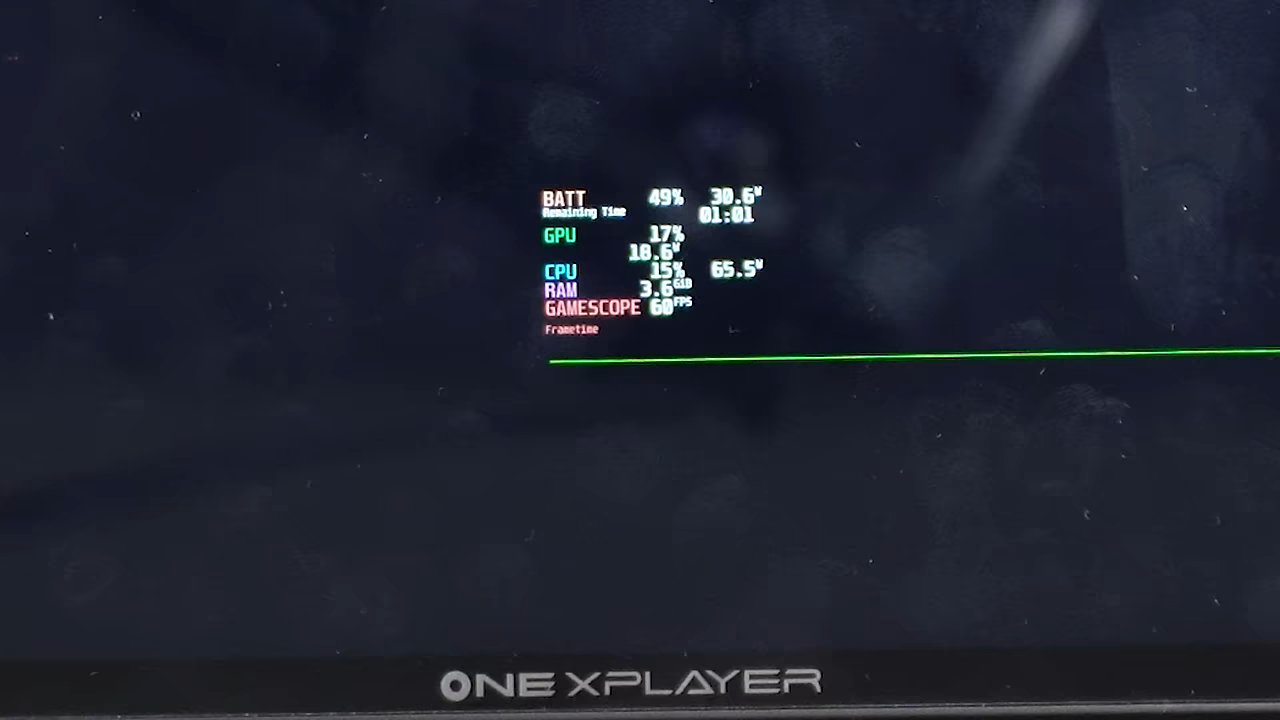 BATT 49% 30.6W
Remaining Time 01:01
GPU 17%
18.6W
CPU 15% 65.5W
RAM 3.6GiB
GAMESCOPE 60FPS
Frametime
ONEXPLAYER